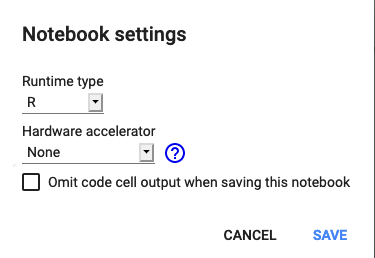 Notebook settings
Runtime type
R
Hardware accelerator
None
?
Omit code cell output when saving this notebook
CANCEL SAVE